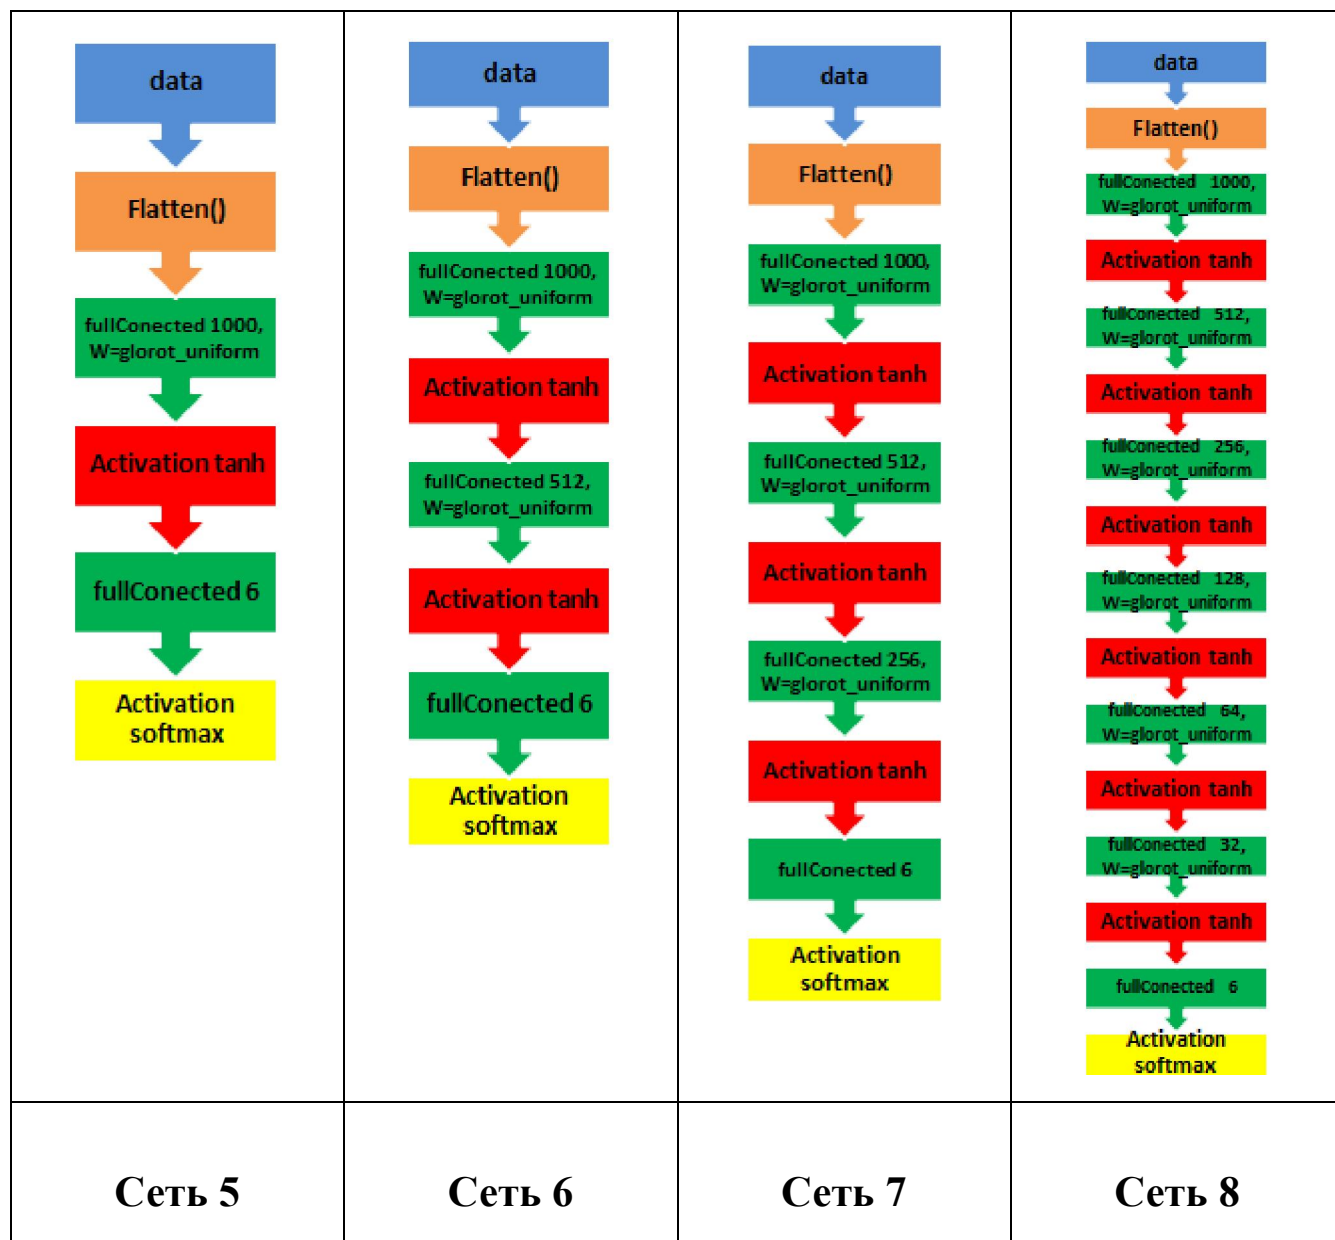 data
Flatten()
fullConected 1000,
W=glorot_uniform
Activation tanh
fullConected 6
Activation
softmax
data
Flatten()
fullConected 1000,
W=glorot_uniform
Activation tanh
fullConected 512,
W=glorot_uniform
Activation tanh
fullConected 6
Activation
softmax
data
Flatten()
fullConected 1000,
W=glorot_uniform
Activation tanh
fullConected 512,
W=glorot_uniform
Activation tanh
fullConected 256,
W=glorot_uniform
Activation tanh
fullConected 6
Activation
softmax
data
Flatten()
fullConected 1000,
W=glorot_uniform
Activation tanh
fullConected 512,
W=glorot_uniform
Activation tanh
fullConected 256,
W=glorot_uniform
Activation tanh
fullConected 128,
W=glorot_uniform
Activation tanh
fullConected 64,
W=glorot_uniform
Activation tanh
fullConected 32,
W=glorot_uniform
Activation tanh
fullConected 6
Activation
softmax
Сеть 5
Сеть 6
Сеть 7
Сеть 8